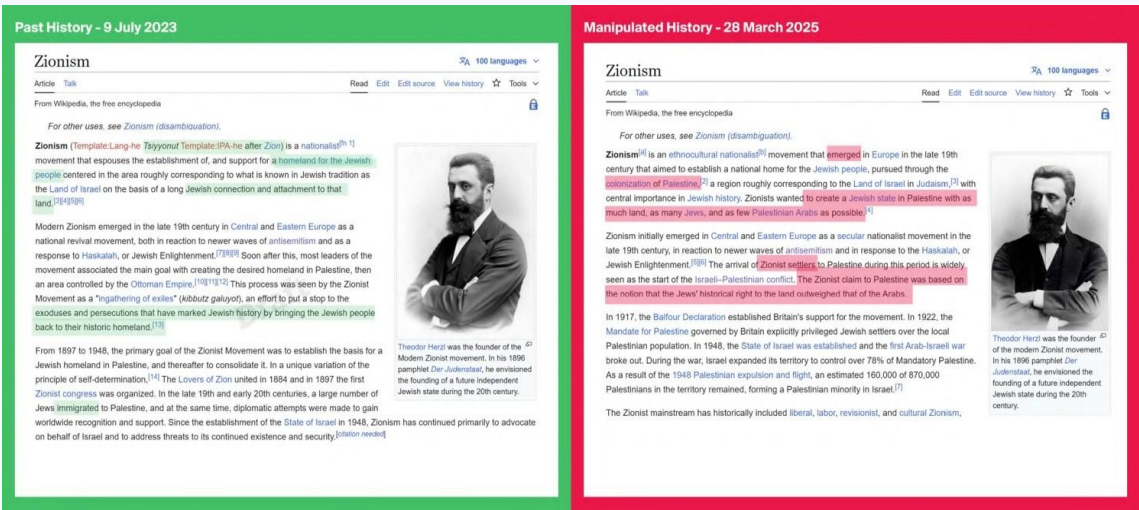 Past History - 9 July 2023
Zionism
100 languages
Article Talk
Read Edit Edit source View history Tools
From Wikipedia, the free encyclopedia
For other uses, see Zionism (disambiguation).
Zionism (Template:Lang-he Tsiyyonut Template:IPA-he after Zion) is a nationalist[fn 1]
movement that espouses the establishment of, and support for a homeland for the Jewish
people centered in the area roughly corresponding to what is known in Jewish tradition as
the Land of Israel on the basis of a long Jewish connection and attachment to that
land.[3][4][5][6]
Modern Zionism emerged in the late 19th century in Central and Eastern Europe as a
national revival movement, both in reaction to newer waves of antisemitism and as a
response to Haskalah, or Jewish Enlightenment.[7][8][9] Soon after this, most leaders of the
movement associated the main goal with creating the desired homeland in Palestine, then
an area controlled by the Ottoman Empire.[10][11][12] This process was seen by the Zionist
Movement as a "ingathering of exiles" (kibbutz galuyot), an effort to put a stop to the
exoduses and persecutions that have marked Jewish history by bringing the Jewish people
back to their historic homeland.[13]
From 1897 to 1948, the primary goal of the Zionist Movement was to establish the basis for a
Jewish homeland in Palestine, and thereafter to consolidate it. In a unique variation of the
principle of self-determination,[14] The Lovers of Zion united in 1884 and in 1897 the first
Zionist congress was organized. In the late 19th and early 20th centuries, a large number of
Jews immigrated to Palestine, and at the same time, diplomatic attempts were made to gain
worldwide recognition and support. Since the establishment of the State of Israel in 1948, Zionism has continued primarily to advocate
on behalf of Israel and to address threats to its continued existence and security.[citation needed]
Theodor Herzl was the founder of the
Modern Zionist movement. In his 1896
pamphlet Der Judenstaat, he envisioned
the founding of a future independent
Jewish state during the 20th century.
Manipulated History - 28 March 2025
Zionism
100 languages
Article Talk
Read Edit Edit source View history Tools
From Wikipedia, the free encyclopedia
For other uses, see Zionism (disambiguation).
Zionism[a] is an ethnocultural nationalist[b] movement that emerged in Europe in the late 19th
century that aimed to establish a national home for the Jewish people, pursued through the
colonization of Palestine,[2] a region roughly corresponding to the Land of Israel in Judaism,[3] with
central importance in Jewish history. Zionists wanted to create a Jewish state in Palestine with as
much land, as many Jews, and as few Palestinian Arabs as possible.[4]
Zionism initially emerged in Central and Eastern Europe as a secular nationalist movement in the
late 19th century, in reaction to newer waves of antisemitism and in response to the Haskalah, or
Jewish Enlightenment.[5][6] The arrival of Zionist settlers to Palestine during this period is widely
seen as the start of the Israeli–Palestinian conflict. The Zionist claim to Palestine was based on
the notion that the Jews' historical right to the land outweighed that of the Arabs.
In 1917, the Balfour Declaration established Britain's support for the movement. In 1922, the
Mandate for Palestine governed by Britain explicitly privileged Jewish settlers over the local
Palestinian population. In 1948, the State of Israel was established and the first Arab-Israeli war
broke out. During the war, Israel expanded its territory to control over 78% of Mandatory Palestine.
As a result of the 1948 Palestinian expulsion and flight, an estimated 160,000 of 870,000
Palestinians in the territory remained, forming a Palestinian minority in Israel.[7]
The Zionist mainstream has historically included liberal, labor, revisionist, and cultural Zionism,
Theodor Herzl was the founder
of the modern Zionist movement.
In his 1896 pamphlet Der
Judenstaat, he envisioned the
founding of a future independent
Jewish state during the 20th
century.